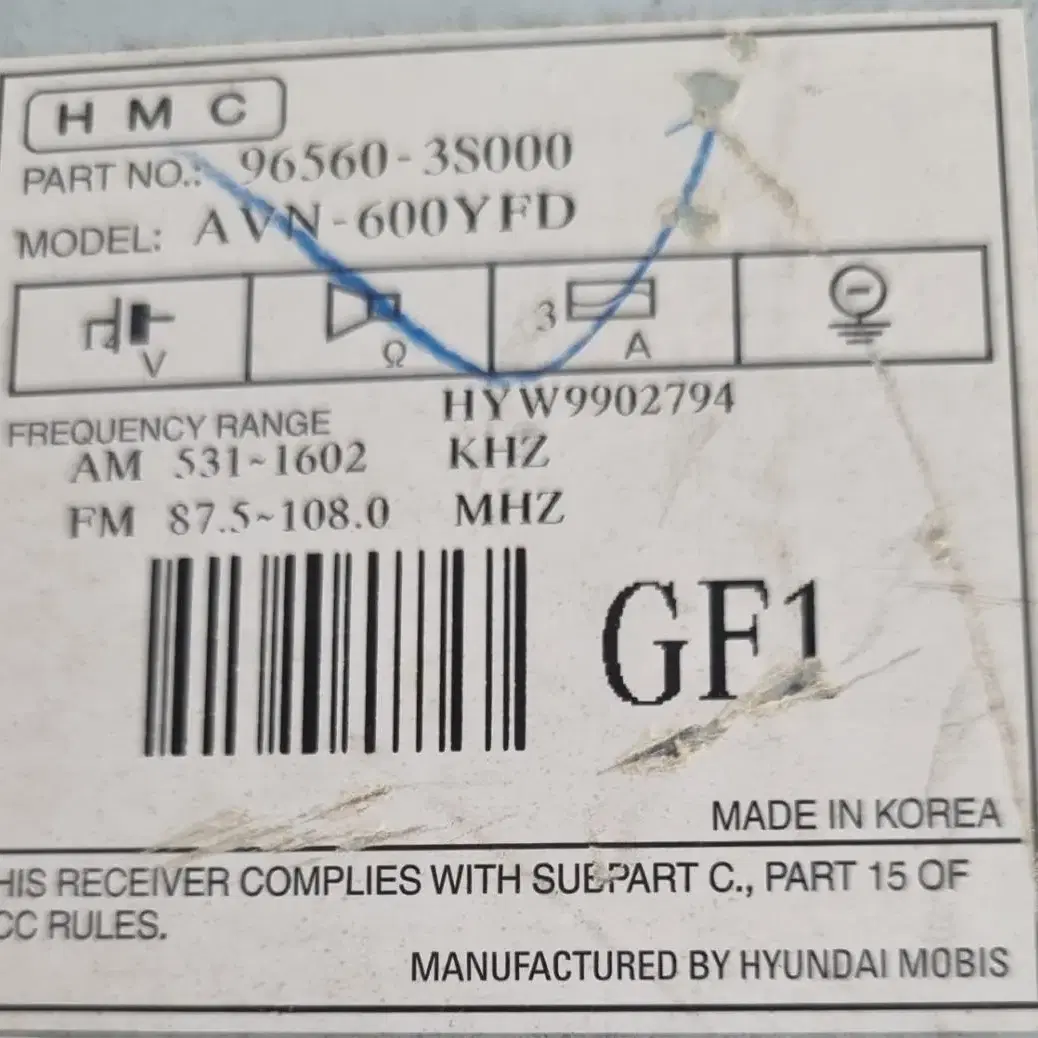 HMC
PART NO.: 96560-3S000
MODEL: AVN-600YFD
V Ω 3 A
HYW9902794
FREQUENCY RANGE
AM 531~1602 KHZ
FM 87.5~108.0 MHZ
GF1
MADE IN KOREA
HIS RECEIVER COMPLIES WITH SUBPART C., PART 15 OF
CC RULES.
MANUFACTURED BY HYUNDAI MOBIS